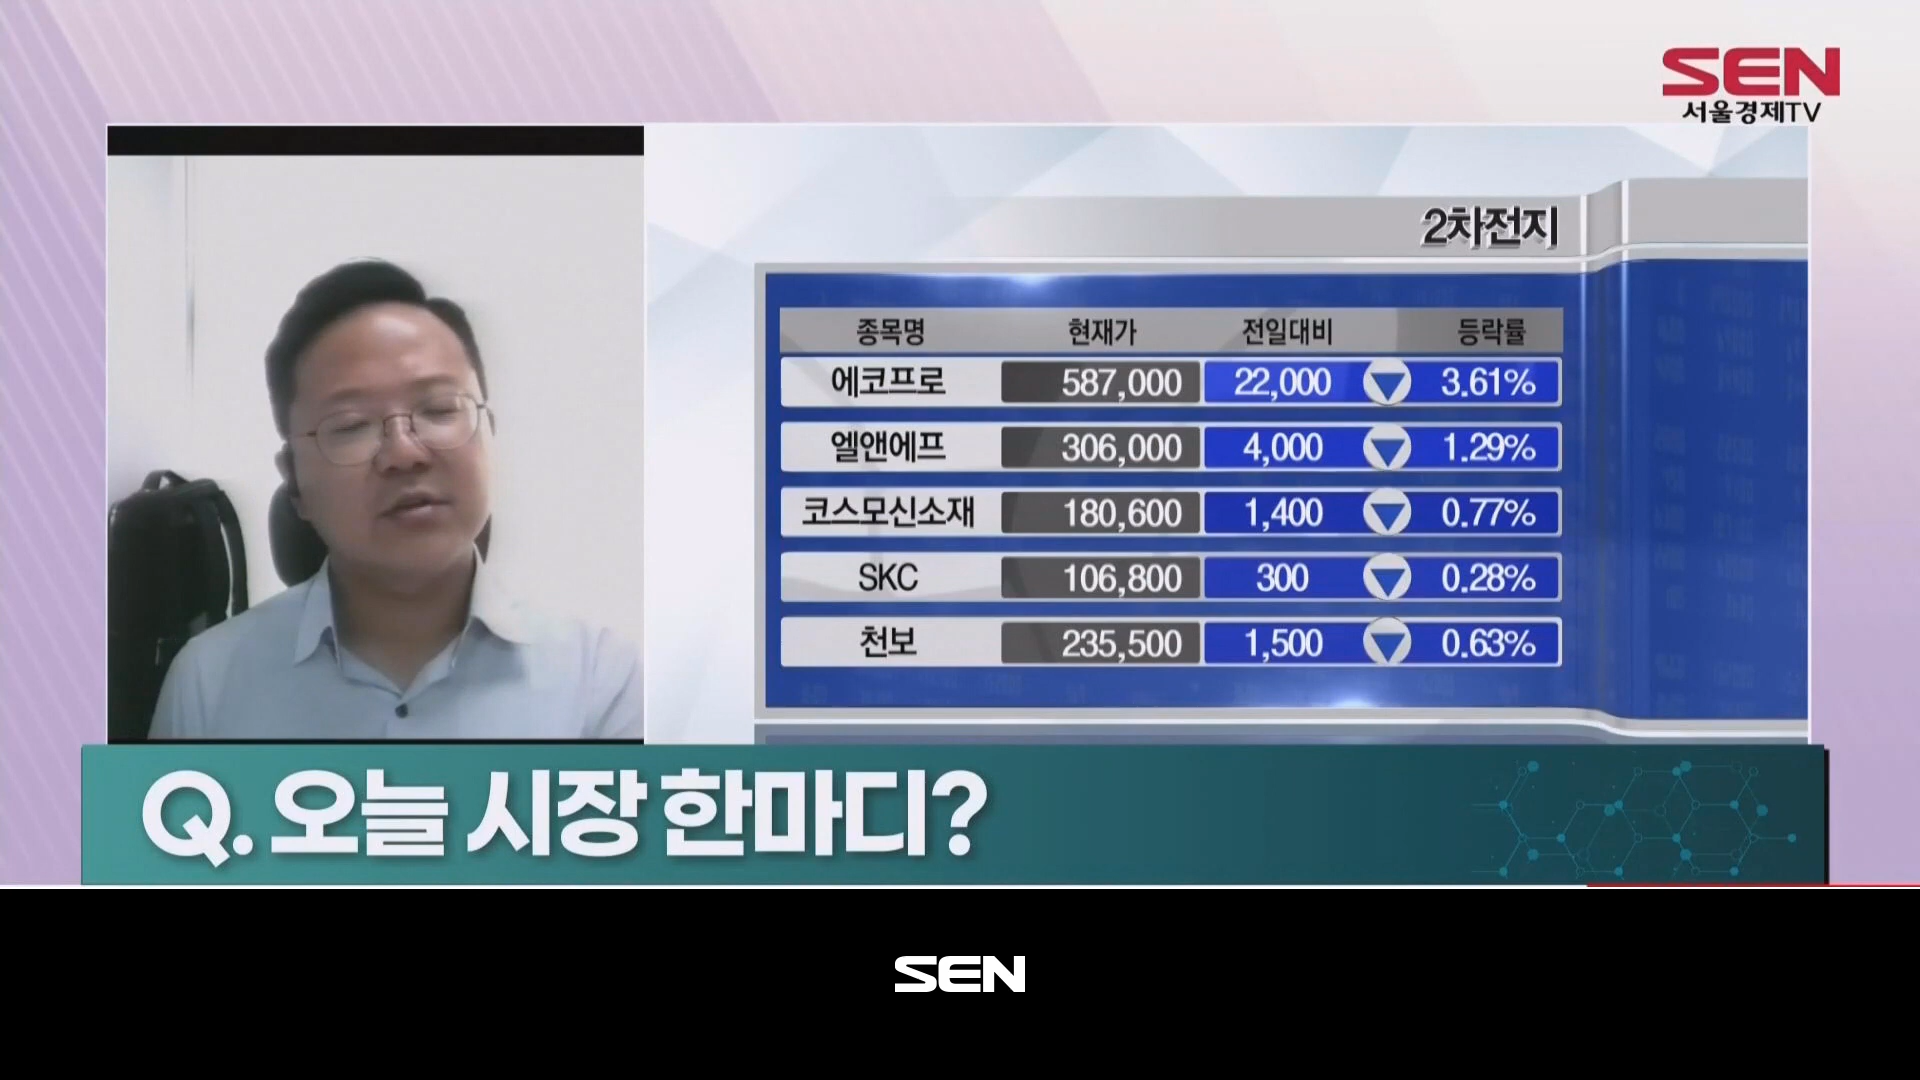 SEN
서울경제TV
2차전지
종목명 현재가 전일대비 등락률
에코프로 587,000 22,000 ▼ 3.61%
엘앤에프 306,000 4,000 ▼ 1.29%
코스모신소재 180,600 1,400 ▼ 0.77%
SKC 106,800 300 ▼ 0.28%
천보 235,500 1,500 ▼ 0.63%
Q. 오늘 시장 한마디?
SEN